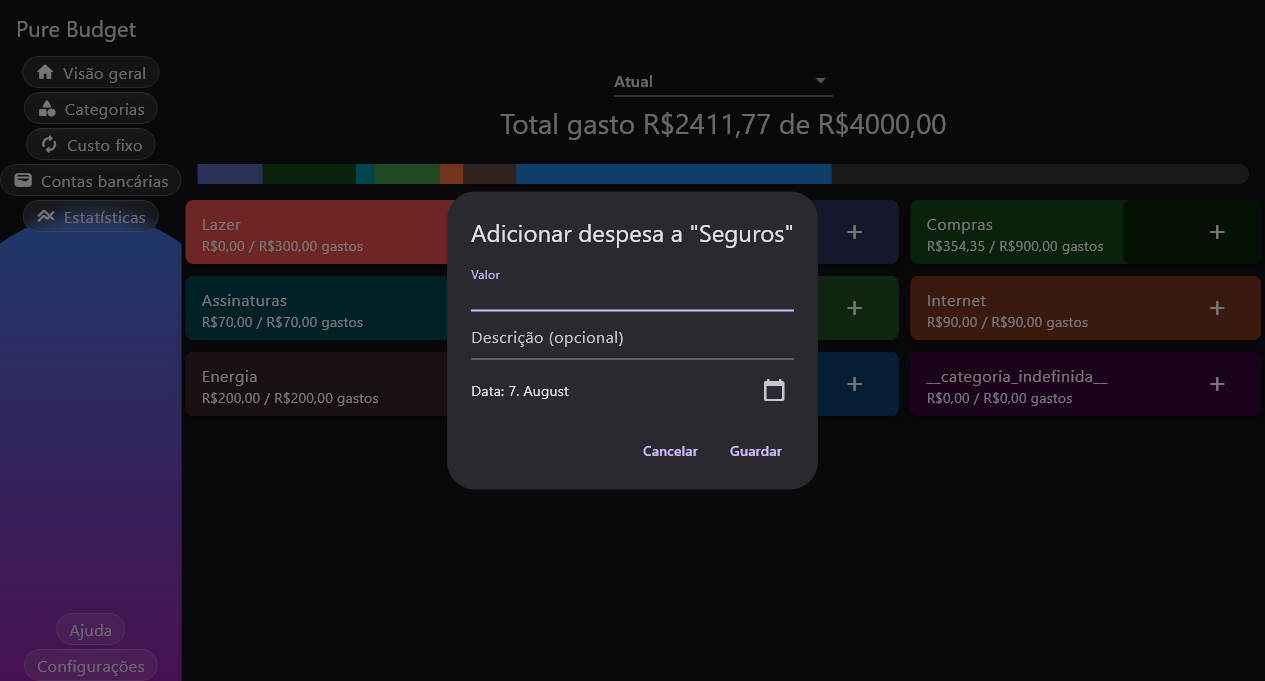 Pure Budget
Visão geral
Categorias
Custo fixo
Contas bancárias
Estatísticas
Ajuda
Configurações
Atual
Total gasto R$2411,77 de R$4000,00
Lazer
R$0,00 / R$300,00 gastos
+
Compras
R$354,35 / R$900,00 gastos
+
Assinaturas
R$70,00 / R$70,00 gastos
+
Internet
R$90,00 / R$90,00 gastos
+
Energia
R$200,00 / R$200,00 gastos
+
__categoria_indefinida__
R$0,00 / R$0,00 gastos
+
Adicionar despesa a "Seguros"
Valor
Descrição (opcional)
Data: 7. August
Cancelar Guardar